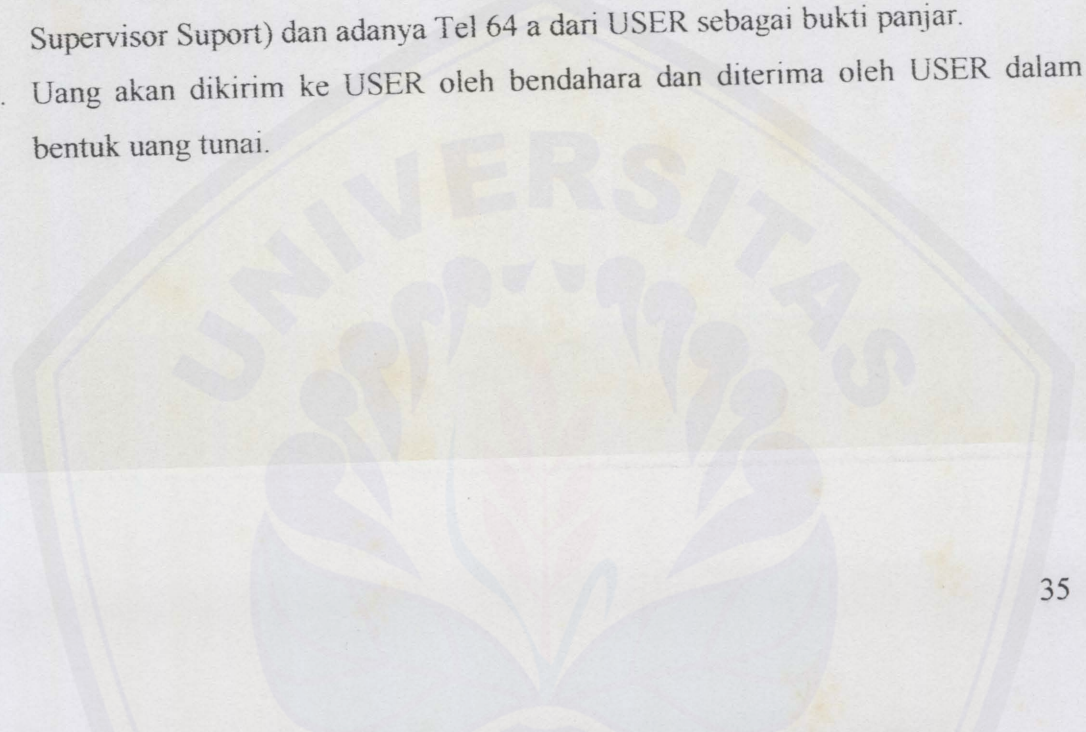 Supervisor Suport) dan adanya Tel 64 a dari USER sebagai bukti panjar.
. Uang akan dikirim ke USER oleh bendahara dan diterima oleh USER dalam
bentuk uang tunai.
UNIVERSITAS
35